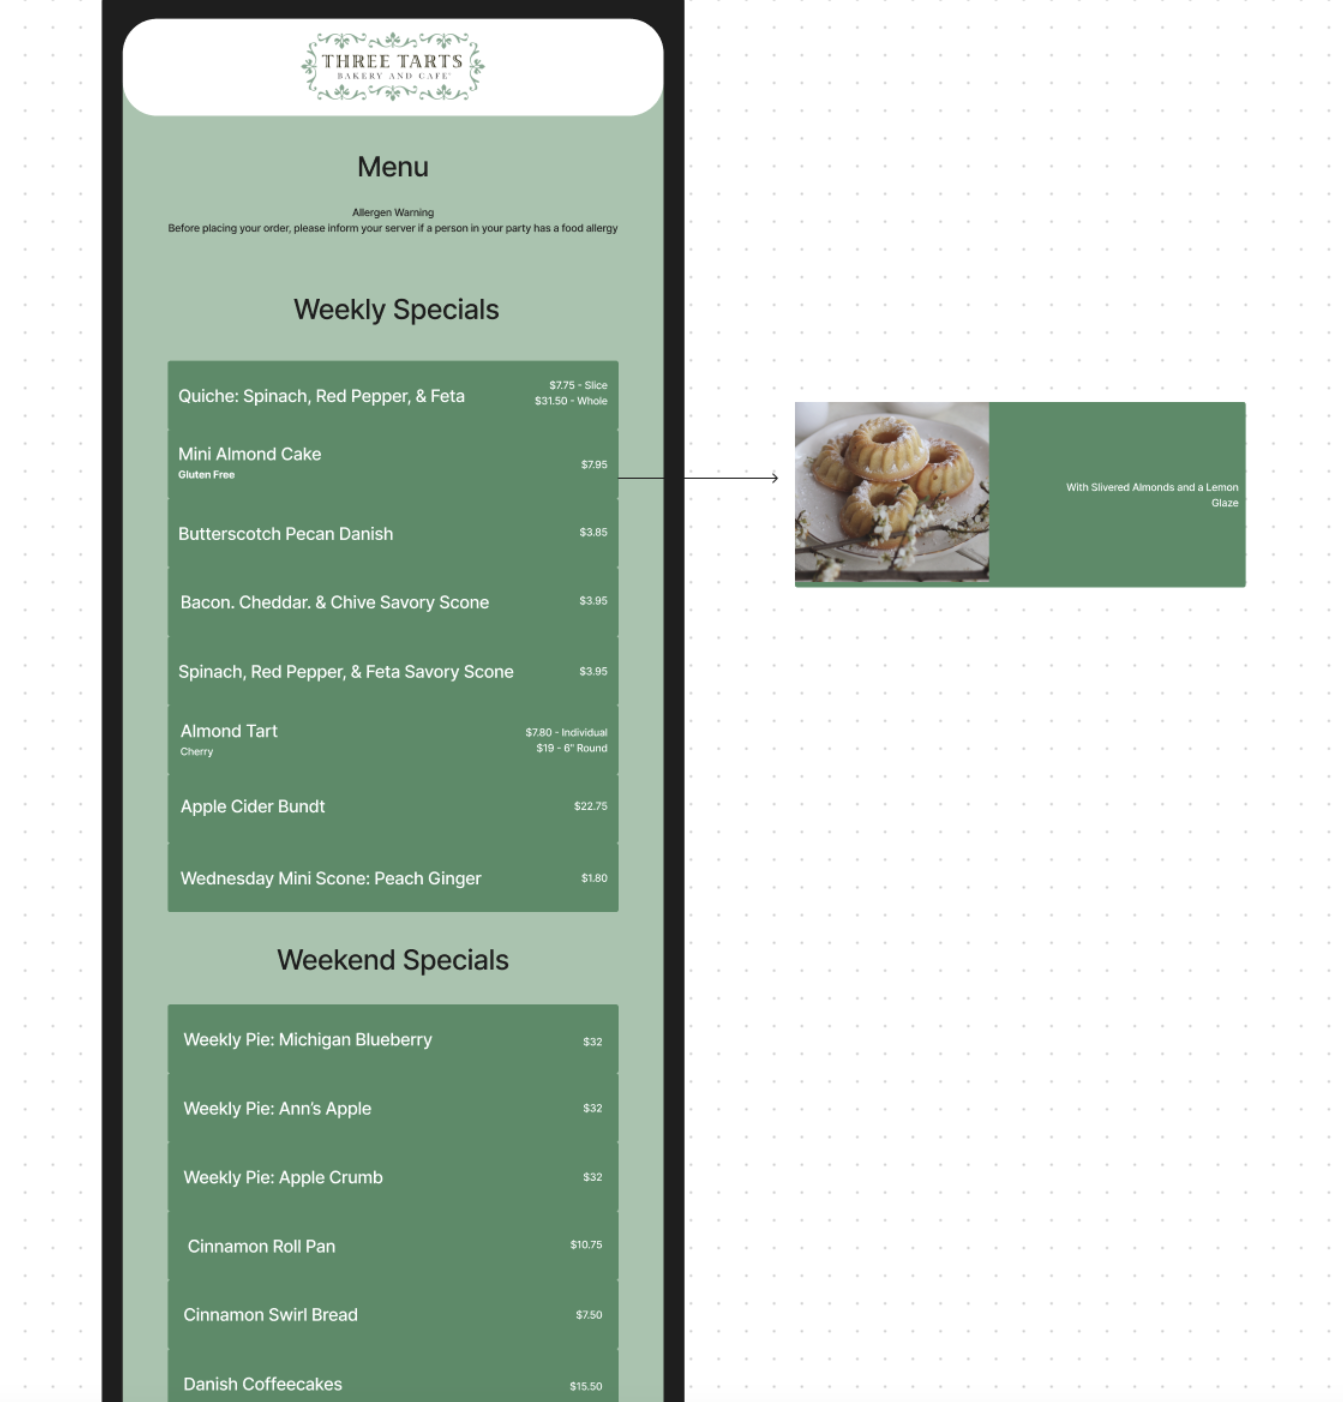 THREE TARTS
BAKERY AND CAFE
Menu
Allergen Warning
Before placing your order, please inform your server if a person in your party has a food allergy
Weekly Specials
Quiche: Spinach, Red Pepper, & Feta
$7.75 - Slice
$31.50 - Whole
Mini Almond Cake
Gluten Free
$7.95
With Slivered Almonds and a Lemon
Glaze
Butterscotch Pecan Danish
$3.85
Bacon. Cheddar. & Chive Savory Scone
$3.95
Spinach, Red Pepper, & Feta Savory Scone
$3.95
Almond Tart
Cherry
$7.80 - Individual
$19 - 6" Round
Apple Cider Bundt
$22.75
Wednesday Mini Scone: Peach Ginger
$1.80
Weekend Specials
Weekly Pie: Michigan Blueberry
$32
Weekly Pie: Ann's Apple
$32
Weekly Pie: Apple Crumb
$32
Cinnamon Roll Pan
$10.75
Cinnamon Swirl Bread
$7.50
Danish Coffeecakes
$15.50